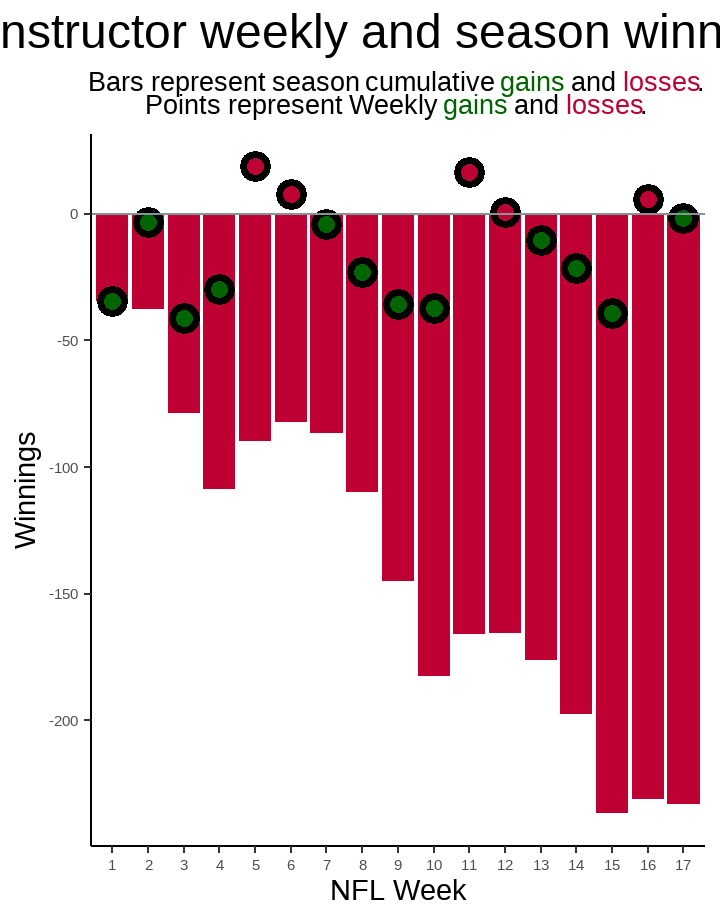 nstructor weekly and season winn
Bars represent season cumulative gains and losses.
Points represent Weekly gains and losses.
0
-50
-100
-150
-200
Winnings
1 2 3 4 5 6 7 8 9 10 11 12 13 14 15 16 17
NFL Week